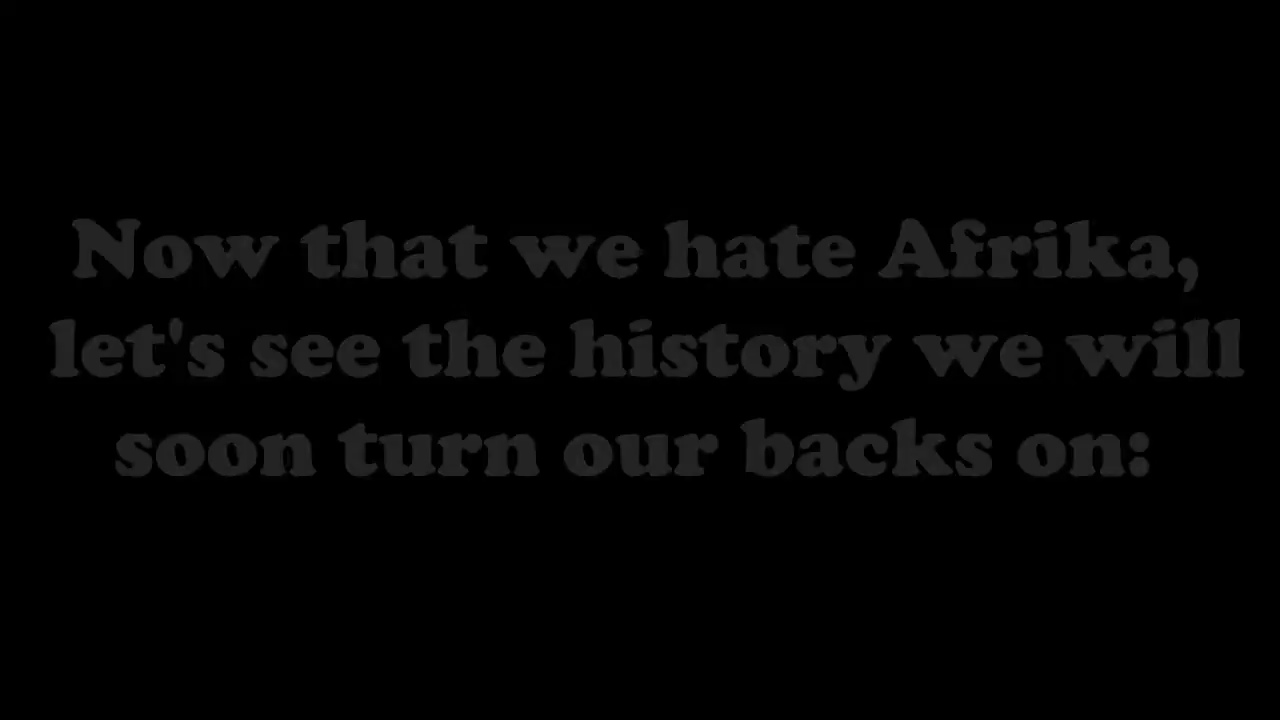 Now that we hate Afrika,
let's see the history we will
soon turn our backs on: